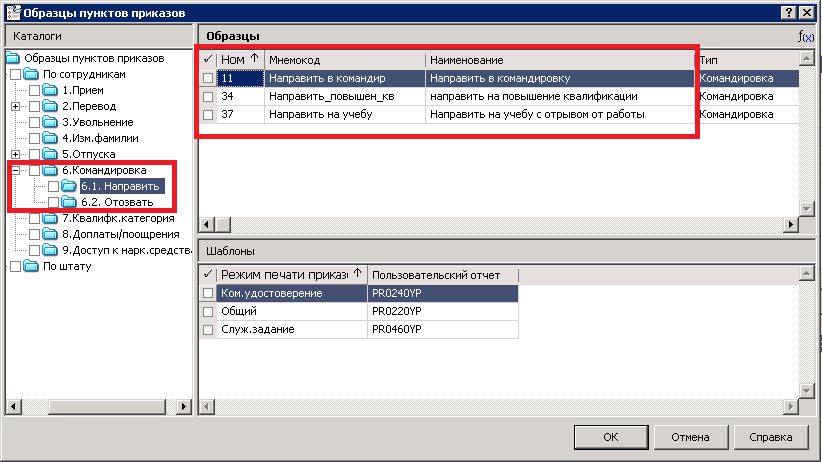 Образцы пунктов приказов
? ×
Каталоги
Образцы пунктов приказов
По сотрудникам
1.Прием
2.Перевод
3.Увольнение
4.Изм.фамилии
5.Отпуска
6.Командировка
6.1. Направить
6.2. Отозвать
7.Квалифк.категория
8.Доплаты/поощрения
9.Доступ к нарк.средства
По штату
Образцы f(x)
✓ Ном ↑ Мнемокод Наименование Тип
11 Направить в командир Направить в командировку Командировка
34 Направить_повышен_кв направить на повышение квалификации Командировка
37 Направить на учебу Направить на учебу с отрывом от работы Командировка
Шаблоны
✓ Режим печати приказо ↑ Пользовательский отчет
Ком.удостоверение PR0240YP
Общий PR0220YP
Служ.задание PR0460YP
OK Отмена Справка